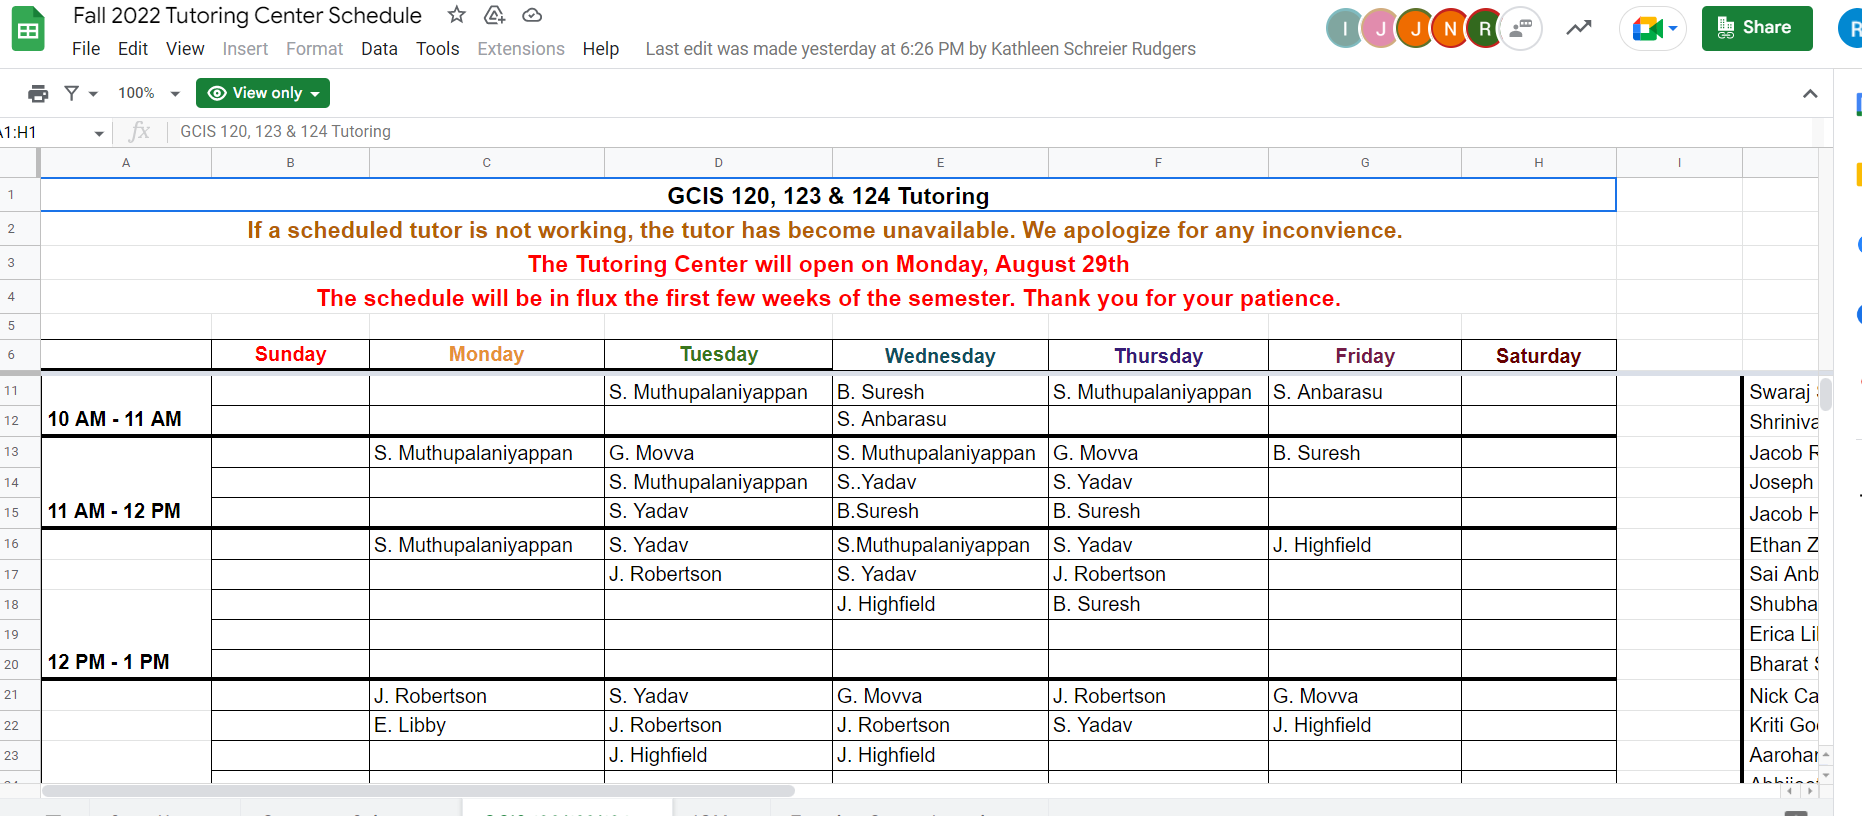 Fall 2022 Tutoring Center Schedule
I J J N R
Share
R
File Edit View Insert Format Data Tools Extensions Help Last edit was made yesterday at 6:26 PM by Kathleen Schreier Rudgers
100% View only
A1:H1 fx GCIS 120, 123 & 124 Tutoring
A B C D E F G H I
1 GCIS 120, 123 & 124 Tutoring
2 If a scheduled tutor is not working, the tutor has become unavailable. We apologize for any inconvience.
3 The Tutoring Center will open on Monday, August 29th
4 The schedule will be in flux the first few weeks of the semester. Thank you for your patience.
5
6 Sunday Monday Tuesday Wednesday Thursday Friday Saturday
11 S. Muthupalaniyappan B. Suresh S. Muthupalaniyappan S. Anbarasu Swaraj
12 10 AM - 11 AM S. Anbarasu Shriniva
13 S. Muthupalaniyappan G. Movva S. Muthupalaniyappan G. Movva B. Suresh Jacob R
14 S. Muthupalaniyappan S..Yadav S. Yadav Joseph
15 11 AM - 12 PM S. Yadav B.Suresh B. Suresh Jacob H
16 S. Muthupalaniyappan S. Yadav S.Muthupalaniyappan S. Yadav J. Highfield Ethan Z
17 J. Robertson S. Yadav J. Robertson Sai Anb
18 J. Highfield B. Suresh Shubha
19 Erica Li
20 12 PM - 1 PM Bharat
21 J. Robertson S. Yadav G. Movva J. Robertson G. Movva Nick Ca
22 E. Libby J. Robertson J. Robertson S. Yadav J. Highfield Kriti Go
23 J. Highfield J. Highfield Aarohan